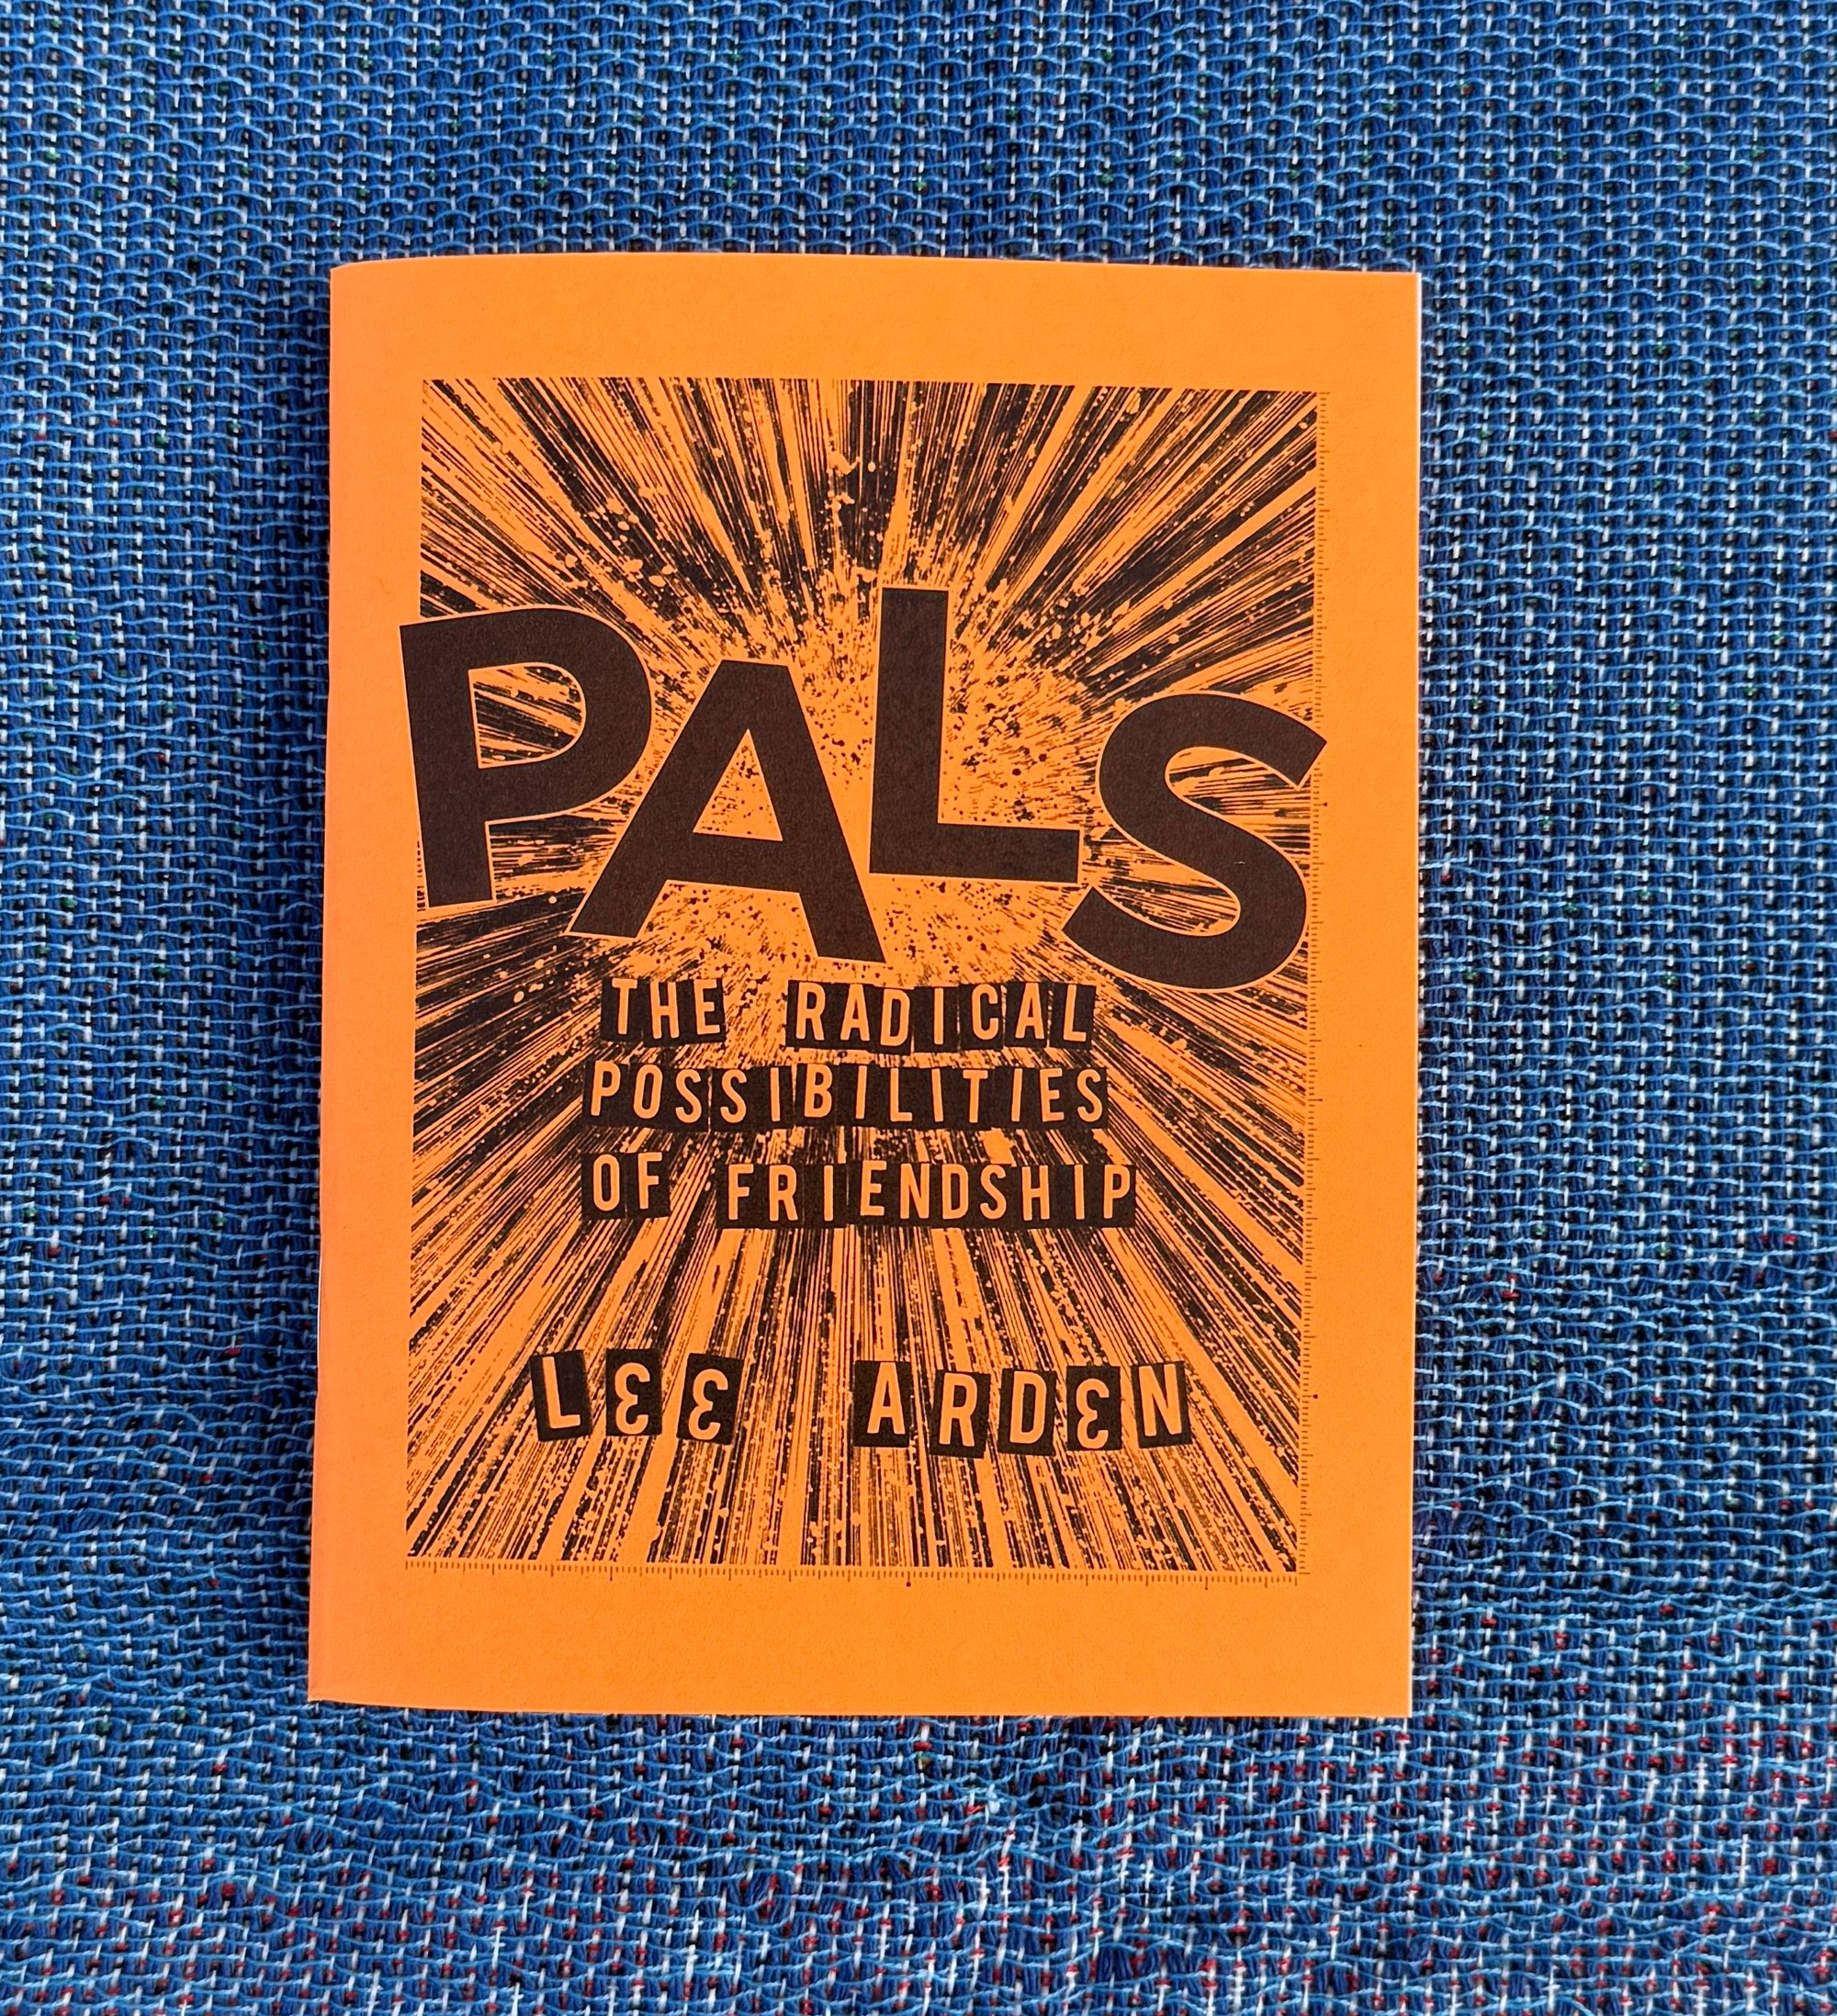 PALS
THE RADICAL
POSSIBILITIES
OF FRIENDSHIP
LƐƐ ARDƐN